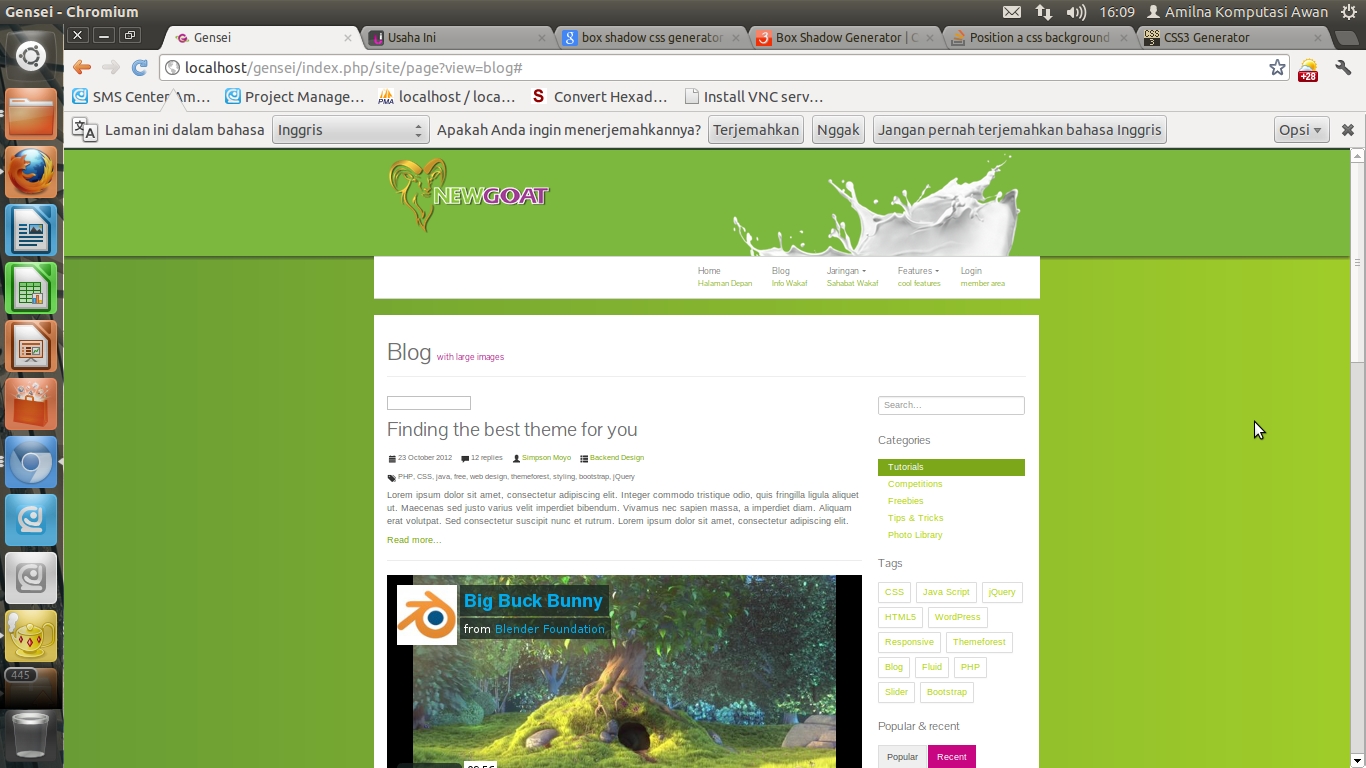 Gensei - Chromium
16:09 Amilna Komputasi Awan
Gensei
Usaha Ini
box shadow css generator
Box Shadow Generator | C
Position a css background
CSS3 Generator
localhost/gensei/index.php/site/page?view=blog#
+28
SMS Center Am...
PMA
Project Manage...
localhost / loca...
S Convert Hexad...
Install VNC serv...
Laman ini dalam bahasa Inggris Apakah Anda ingin menerjemahkannya? Terjemahkan Nggak Jangan pernah terjemahkan bahasa Inggris Opsi
NEWGOAT
Home Blog Jaringan Features Login
Halaman Depan Info Wakaf Sahabat Wakaf cool features member area
Blog with large images
Finding the best theme for you
23 October 2012 12 replies Simpson Moyo Backend Design
PHP, CSS, java, free, web design, themeforest, styling, bootstrap, jQuery
Lorem ipsum dolor sit amet, consectetur adipiscing elit. Integer commodo tristique odio, quis fringilla ligula aliquet
ut. Maecenas sed justo varius velit imperdiet bibendum. Vivamus nec sapien massa, a imperdiet diam. Aliquam
erat volutpat. Sed consectetur suscipit nunc et rutrum. Lorem ipsum dolor sit amet, consectetur adipiscing elit.
Read more...
Big Buck Bunny
from Blender Foundation
Search...
Categories
Tutorials
Competitions
Freebies
Tips & Tricks
Photo Library
Tags
CSS Java Script jQuery
HTML5 WordPress
Responsive Themeforest
Blog Fluid PHP
Slider Bootstrap
Popular & recent
Popular Recent
445